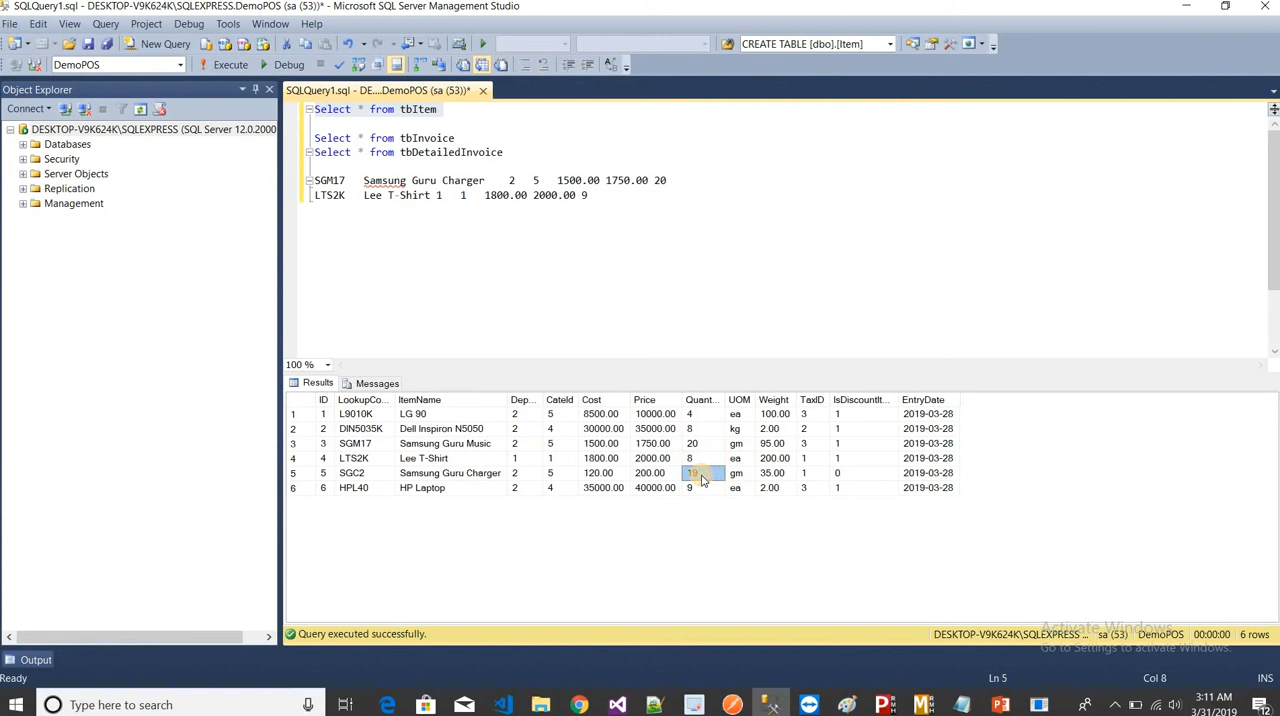 SQLQuery1.sql - DESKTOP-V9K624K\SQLEXPRESS.DemoPOS (sa (53))* - Microsoft SQL Server Management Studio
File Edit View Query Project Debug Tools Window Help
New Query CREATE TABLE [dbo].[Item]
DemoPOS Execute Debug
Object Explorer
SQLQuery1.sql - DE....DemoPOS (sa (53))*
Connect
DESKTOP-V9K624K\SQLEXPRESS (SQL Server 12.0.2000
Databases
Security
Server Objects
Replication
Management
Select * from tbItem
Select * from tbInvoice
Select * from tbDetailedInvoice
SGM17 Samsung Guru Charger 2 5 1500.00 1750.00 20
LTS2K Lee T-Shirt 1 1 1800.00 2000.00 9
100 %
Results Messages
ID LookupCo... ItemName Dep... CateId Cost Price Quant... UOM Weight TaxID IsDiscountIt... EntryDate
1 1 L9010K LG 90 2 5 8500.00 10000.00 4 ea 100.00 3 1 2019-03-28
2 2 DIN5035K Dell Inspiron N5050 2 4 30000.00 35000.00 8 kg 2.00 2 1 2019-03-28
3 3 SGM17 Samsung Guru Music 2 5 1500.00 1750.00 20 gm 95.00 3 1 2019-03-28
4 4 LTS2K Lee T-Shirt 1 1 1800.00 2000.00 8 ea 200.00 1 1 2019-03-28
5 5 SGC2 Samsung Guru Charger 2 5 120.00 200.00 19 gm 35.00 1 0 2019-03-28
6 6 HPL40 HP Laptop 2 4 35000.00 40000.00 9 ea 2.00 3 1 2019-03-28
Query executed successfully. DESKTOP-V9K624K\SQLEXPRESS ... sa (53) DemoPOS 00:00:00 6 rows
Activate Windows
Go to Settings to activate Windows.
Output
Ready Ln 5 Col 8 INS
Type here to search
3:11 AM
3/31/2019
12